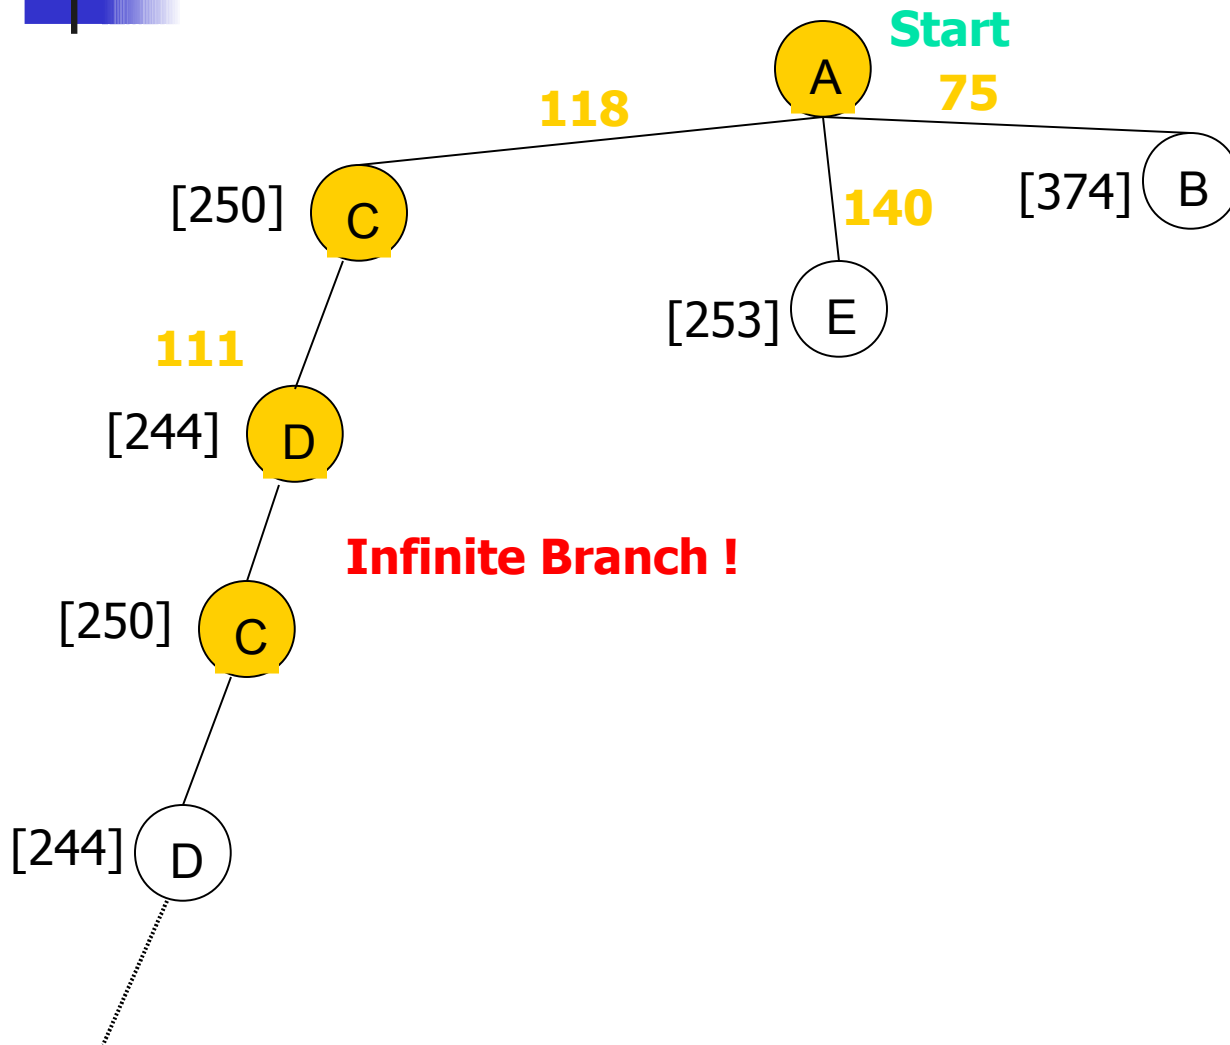 Start
A
75
118
[250]
C
140
[374]
B
[253]
E
111
[244]
D
Infinite Branch !
[250]
C
[244]
D